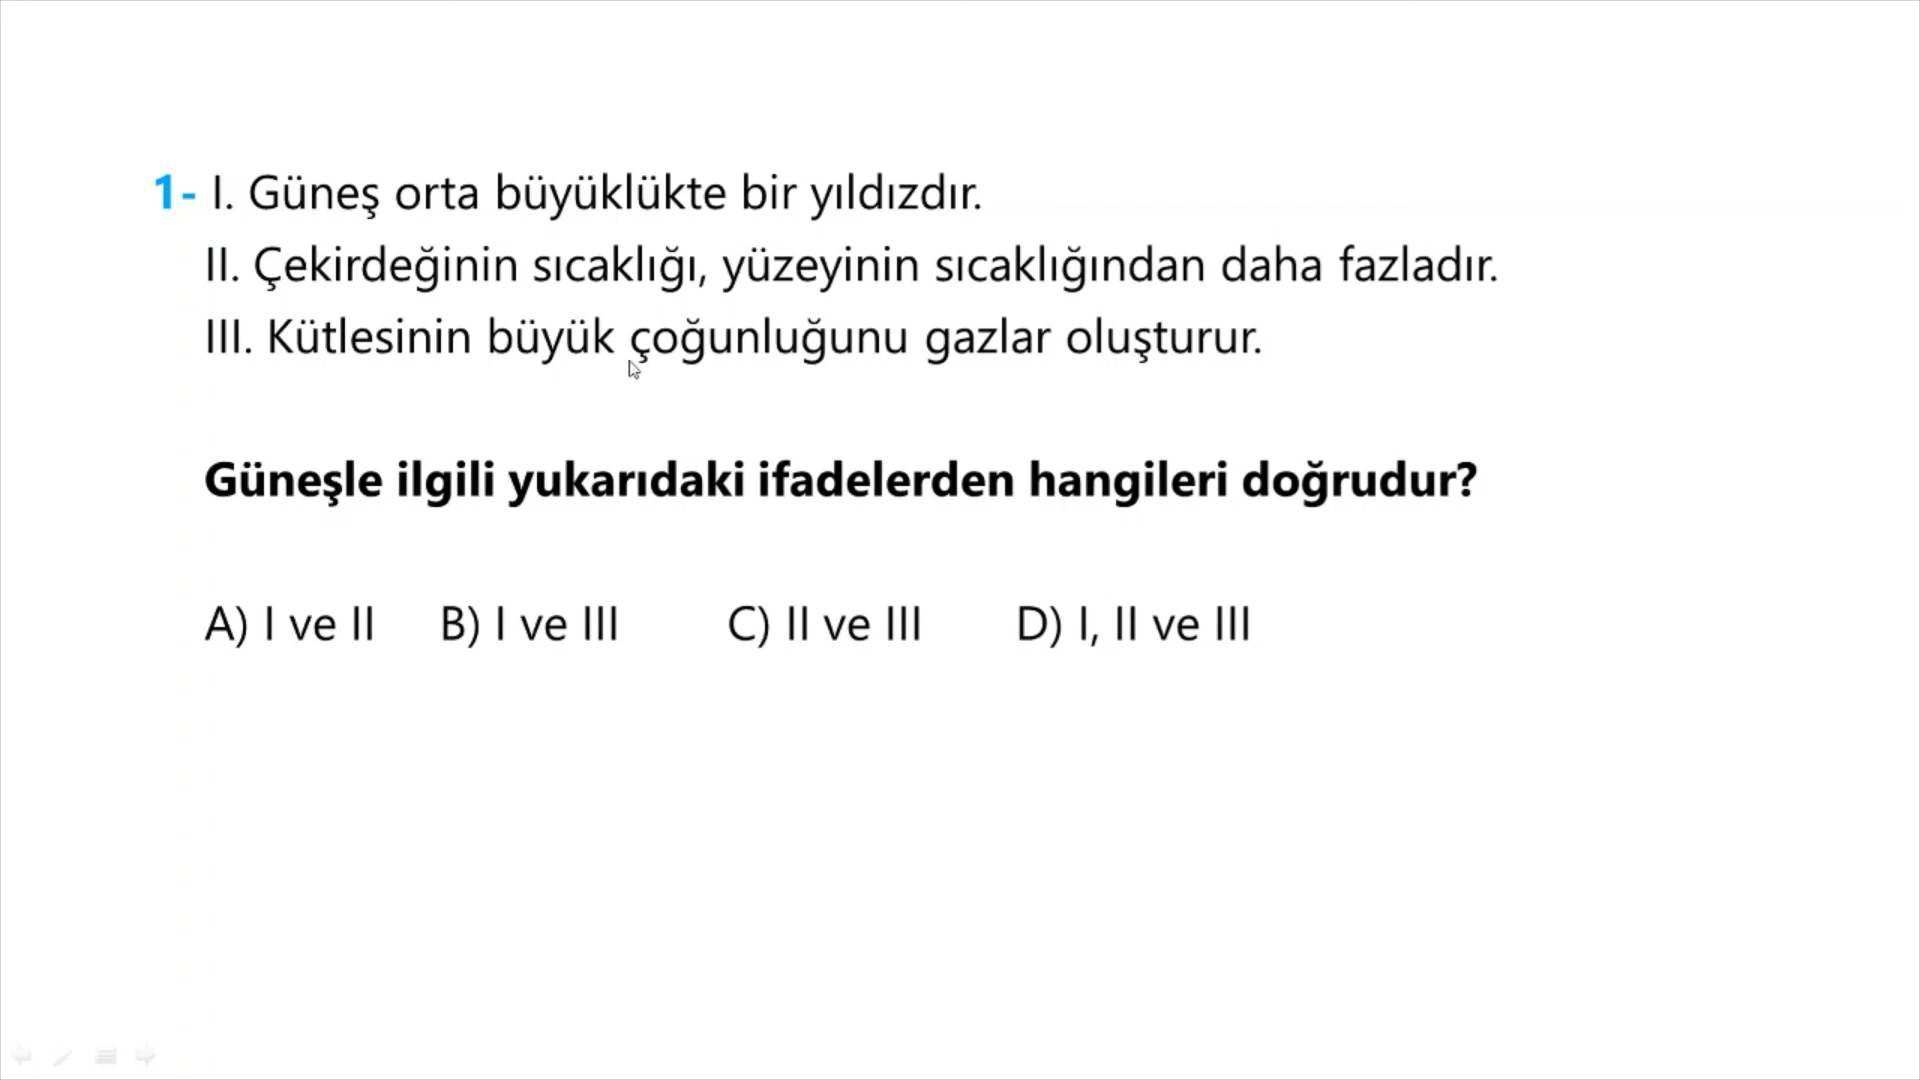 1- I. Güneş orta büyüklükte bir yıldızdır.
II. Çekirdeğinin sıcaklığı, yüzeyinin sıcaklığından daha fazladır.
III. Kütlesinin büyük çoğunluğunu gazlar oluşturur.
Güneşle ilgili yukarıdaki ifadelerden hangileri doğrudur?
A) I ve II B) I ve III C) II ve III D) I, II ve III